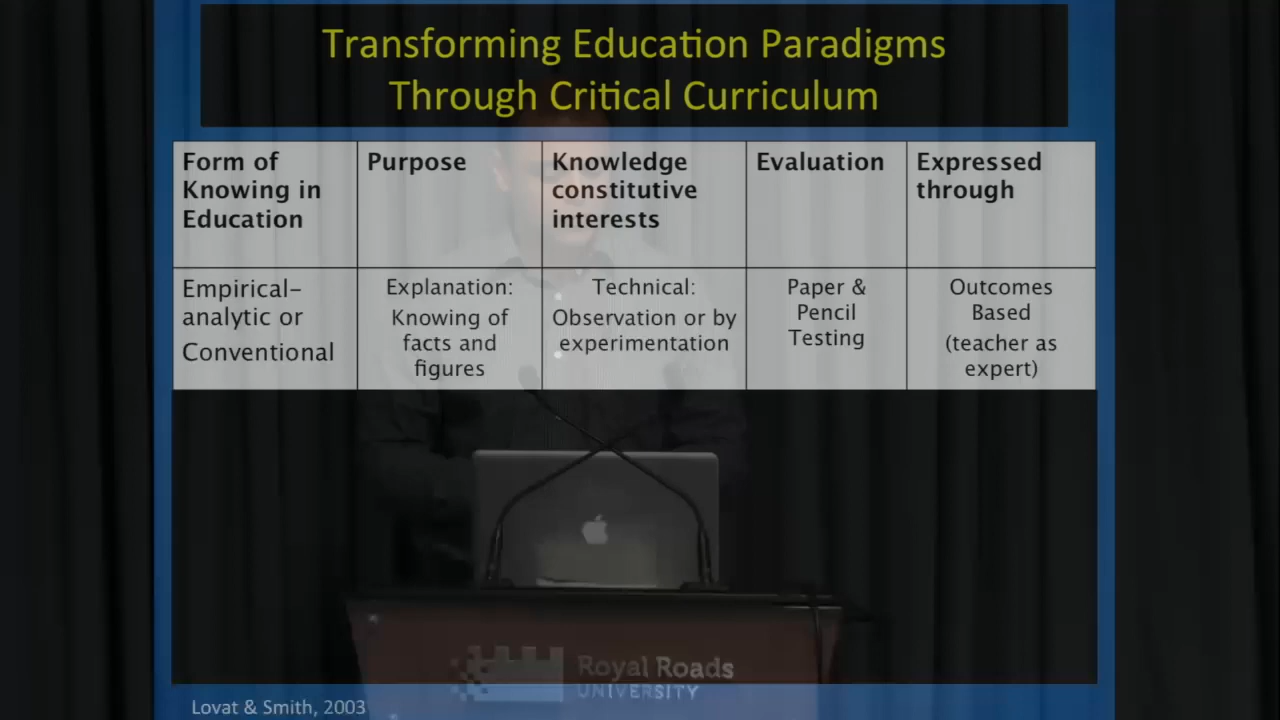 Transforming Education Paradigms
Through Critical Curriculum
Form of
Knowing in
Education
Purpose
Knowledge
constitutive
interests
Evaluation
Expressed
through
Empirical-
analytic or
Conventional
Explanation:
Knowing of
facts and
figures
Technical:
Observation or by
experimentation
Paper &
Pencil
Testing
Outcomes
Based
(teacher as
expert)
Royal Roads
UNIVERSITY
Lovat & Smith, 2003